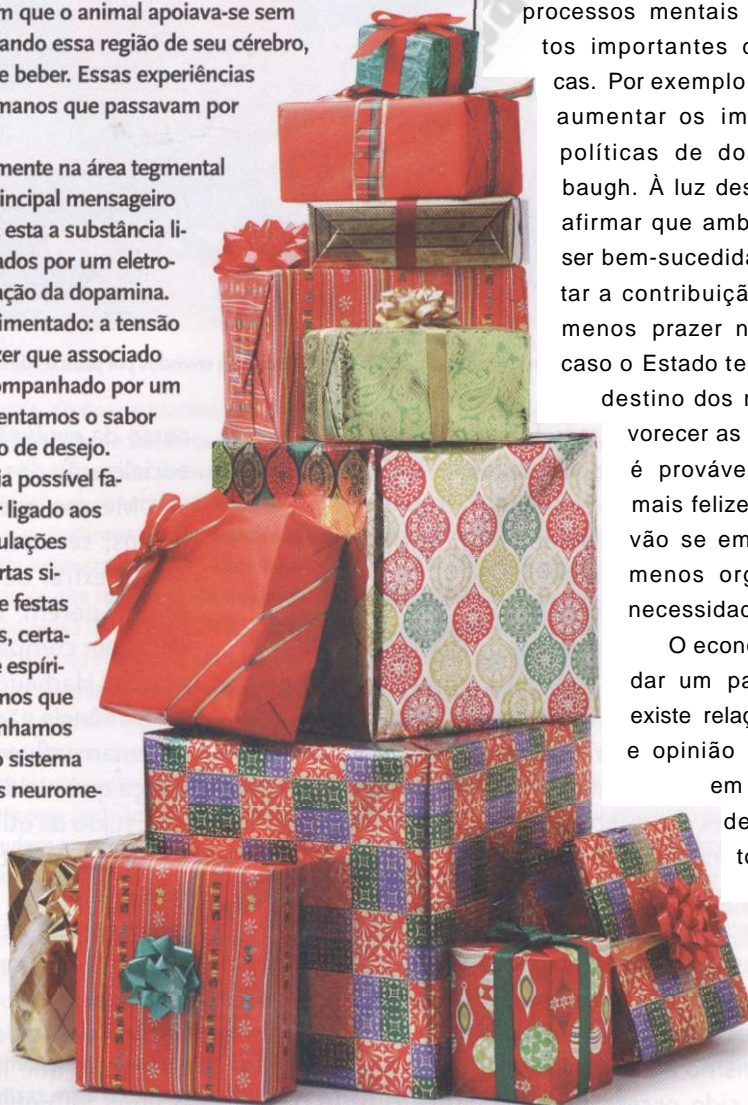 m que o animal apoiava-se sem
ando essa região de seu cérebro,
e beber. Essas experiências
manos que passavam por
mente na área tegmental
incipal mensageiro
esta a substância li-
ados por um eletro-
ação da dopamina.
imentado: a tensão
zer que associado
mpanhado por um
entamos o sabor
o de desejo.
ia possível fa-
r ligado aos
ulações
rtas si-
e festas
s, certa-
e espíri-
mos que
nhamos
o sistema
s neurome-
processos mentais
tos importantes d
cas. Por exemplo
aumentar os im
políticas de do
baugh. À luz des
afirmar que amb
ser bem-sucedida
tar a contribuiçã
menos prazer n
caso o Estado te
destino dos r
vorecer as
é prováve
mais felize
vão se em
menos org
necessidad
O econo
dar um pa
existe relaç
e opinião
em
de
to